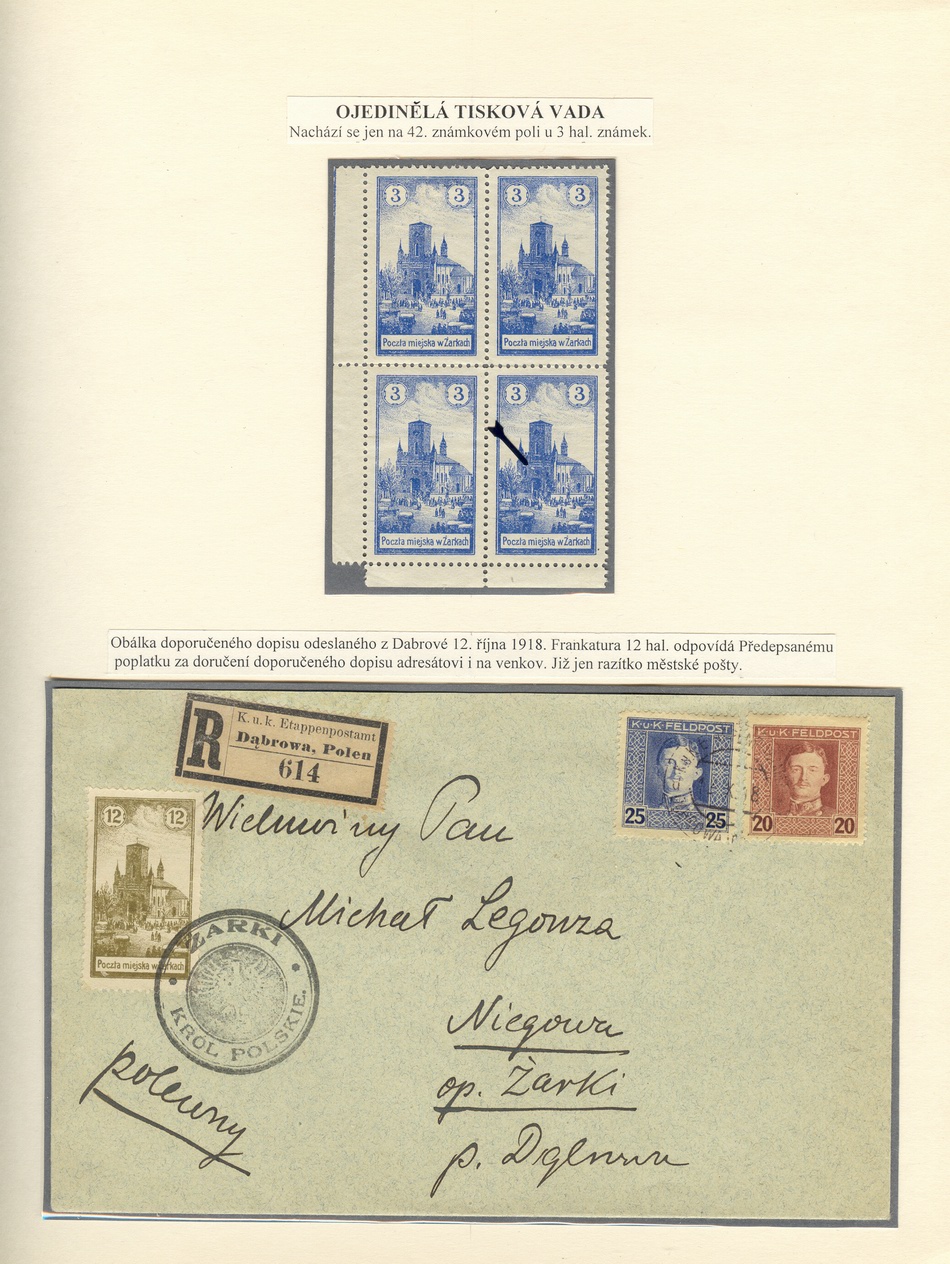 OJEDINĚLÁ TISKOVÁ VADA
Nachází se jen na 42. známkovém poli u 3 hal. známek.
3 3
3 3
Poczta miejska w Żarkach
Poczta miejska w Żarkach
3 3
3 3
Poczta miejska w Żarkach
Poczta miejska w Żarkach
Obálka doporučeného dopisu odeslaného z Dabrové 12. října 1918. Frankatura 12 hal. odpovídá Předepsanému
poplatku za doručení doporučeného dopisu adresátovi i na venkov. Již jen razítko městské pošty.
R
K. u. k. Etappenpostamt
Dąbrowa, Polen
614
K.u.K. FELDPOST
25 25
K.u.K. FELDPOST
20 20
12 12
Poczta miejska w Żarkach
Wielmożny Pan
Michał Legowza
Niegowa
op. Żarki
p.
ŻARKI
KRÓL POLSKIE.
polecony